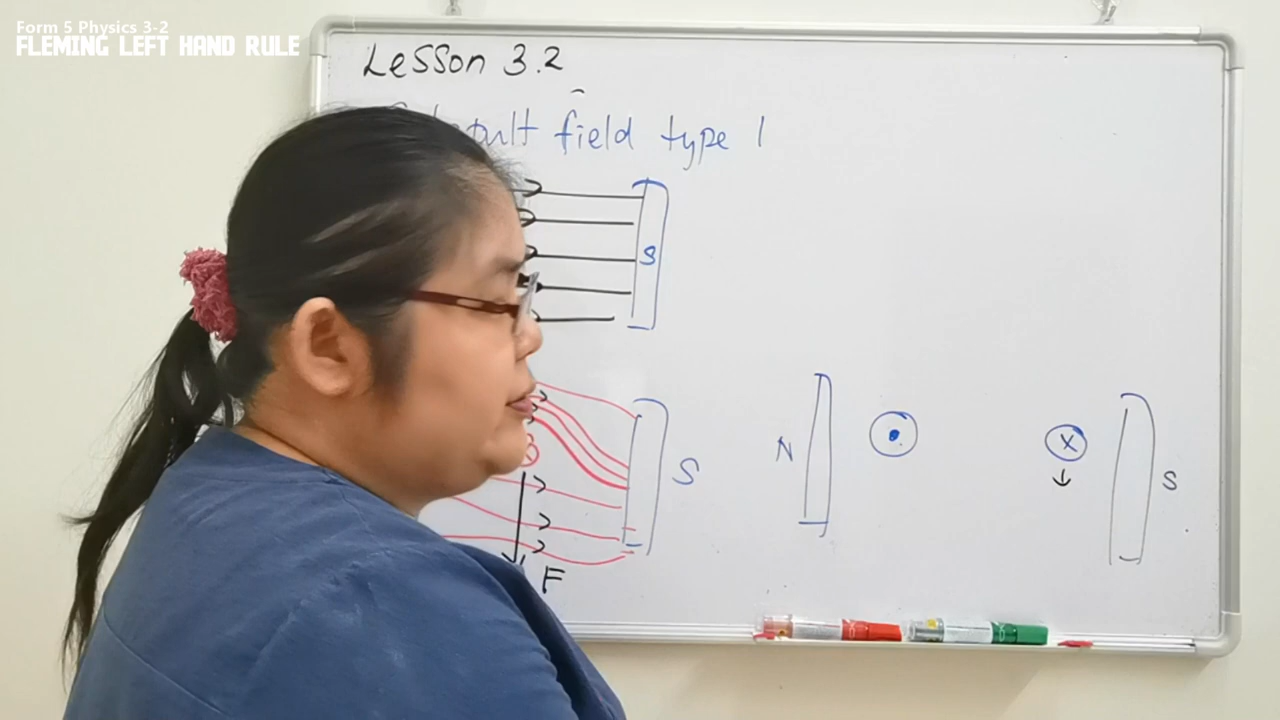 Form 5 Physics 3-2
FLEMING LEFT HAND RULE
Lesson 3.2
field type 1
S
S
N
X
S
F